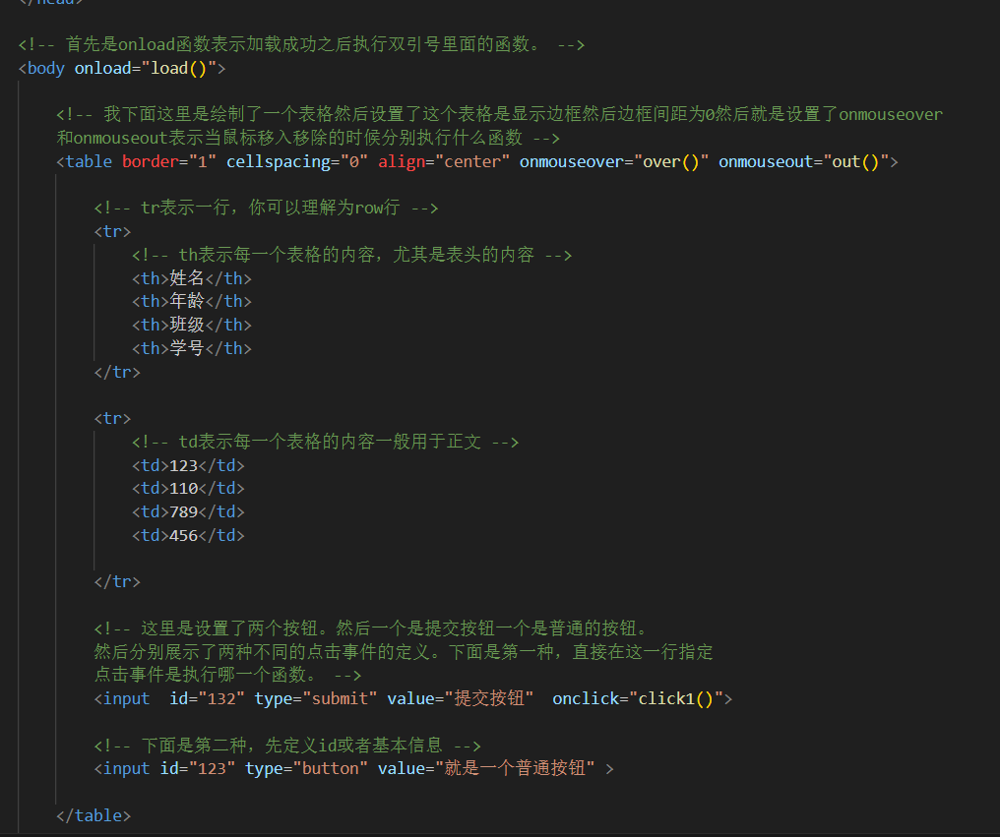 </head>
<!-- 首先是onload函数表示加载成功之后执行双引号里面的函数。 -->
<body onload="load()">
<!-- 我下面这里是绘制了一个表格然后设置了这个表格是显示边框然后边框间距为0然后就是设置了onmouseover
和onmouseout表示当鼠标移入移除的时候分别执行什么函数 -->
<table border="1" cellspacing="0" align="center" onmouseover="over()" onmouseout="out()">
<!-- tr表示一行，你可以理解为row行 -->
<tr>
<!-- th表示每一个表格的内容，尤其是表头的内容 -->
<th>姓名</th>
<th>年龄</th>
<th>班级</th>
<th>学号</th>
</tr>
<tr>
<!-- td表示每一个表格的内容一般用于正文 -->
<td>123</td>
<td>110</td>
<td>789</td>
<td>456</td>
</tr>
<!-- 这里是设置了两个按钮。然后一个是提交按钮一个是普通的按钮。
然后分别展示了两种不同的点击事件的定义。下面是第一种，直接在这一行指定
点击事件是执行哪一个函数。 -->
<input  id="132" type="submit" value="提交按钮"  onclick="click1()">
<!-- 下面是第二种，先定义id或者基本信息 -->
<input id="123" type="button" value="就是一个普通按钮" >
</table>